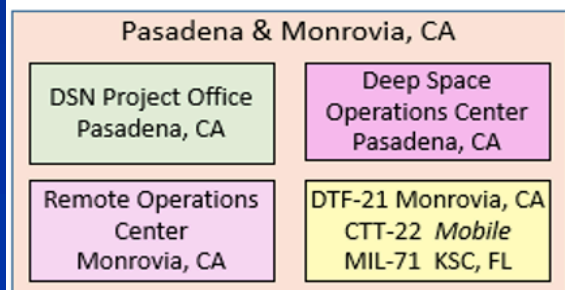 Pasadena & Monrovia, CA
DSN Project Office
Pasadena, CA
Deep Space
Operations Center
Pasadena, CA
Remote Operations
Center
Monrovia, CA
DTF-21 Monrovia, CA
CTT-22 Mobile
MIL-71 KSC, FL